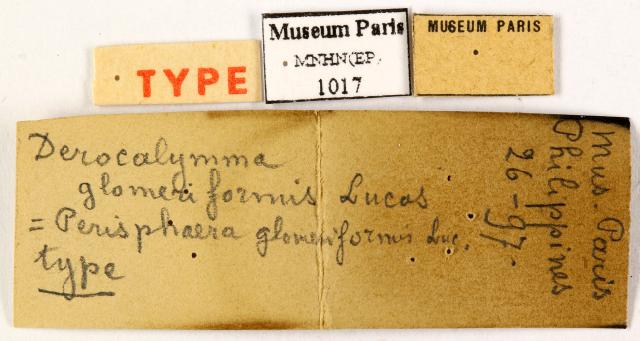 TYPE
Museum Paris
MNHN(EP)
1017
MUSEUM PARIS
Derocalymma
glomeriformis Lucas
= Perisphaera glomeriformis Luc.
type
Mus. Paris
Philippines
26-97.